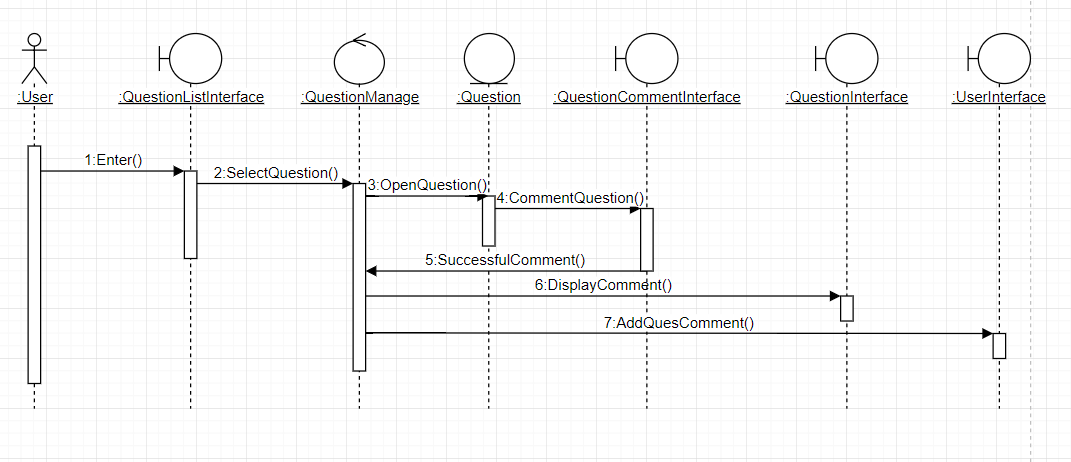 :User
:QuestionListInterface
:QuestionManage
:Question
:QuestionCommentInterface
:QuestionInterface
:UserInterface
1:Enter()
2:SelectQuestion()
3:OpenQuestion()
4:CommentQuestion()
5:SuccessfulComment()
6:DisplayComment()
7:AddQuesComment()